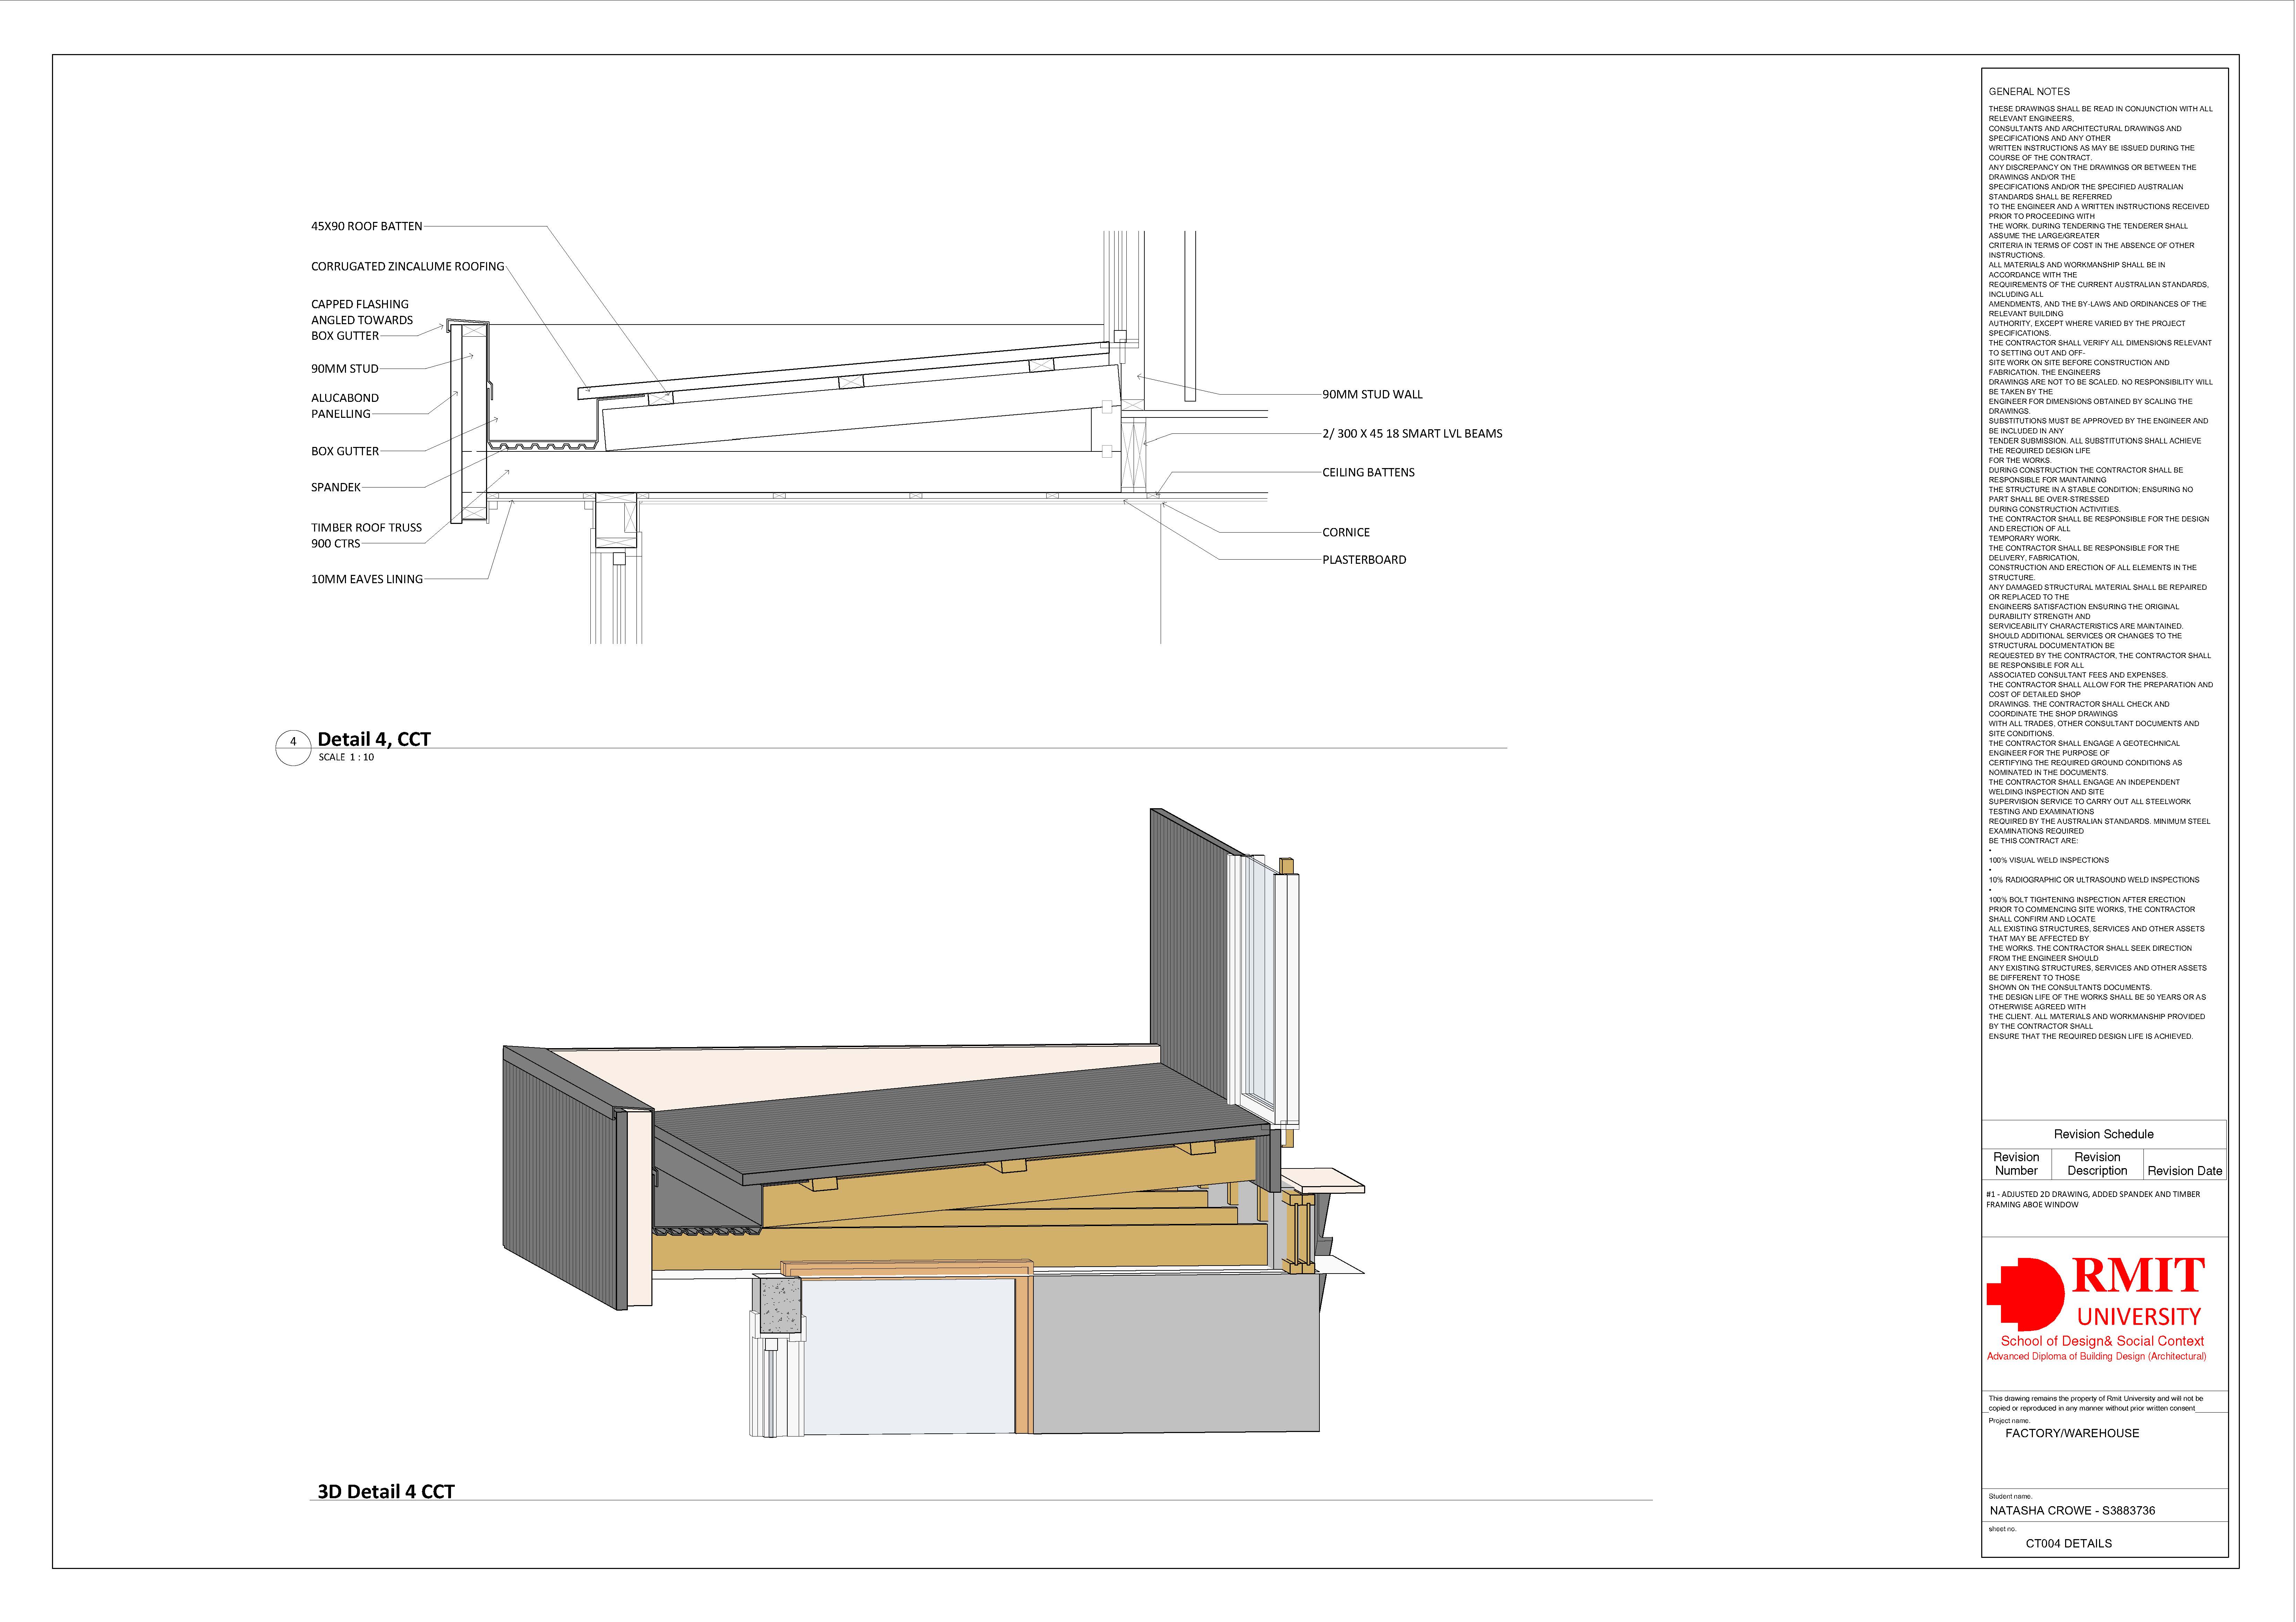 45X90 ROOF BATTEN
CORRUGATED ZINCALUME ROOFING
CAPPED FLASHING
ANGLED TOWARDS
BOX GUTTER
90MM STUD
ALUCABOND
PANELLING
BOX GUTTER
SPANDEK
TIMBER ROOF TRUSS
900 CTRS
10MM EAVES LINING
90MM STUD WALL
2/ 300 X 45 18 SMART LVL BEAMS
CEILING BATTENS
CORNICE
PLASTERBOARD
4
Detail 4, CCT
SCALE 1 : 10
3D Detail 4 CCT
GENERAL NOTES
THESE DRAWINGS SHALL BE READ IN CONJUNCTION WITH ALL
RELEVANT ENGINEERS,
CONSULTANTS AND ARCHITECTURAL DRAWINGS AND
SPECIFICATIONS AND ANY OTHER
WRITTEN INSTRUCTIONS AS MAY BE ISSUED DURING THE
COURSE OF THE CONTRACT.
ANY DISCREPANCY ON THE DRAWINGS OR BETWEEN THE
DRAWINGS AND/OR THE
SPECIFICATIONS AND/OR THE SPECIFIED AUSTRALIAN
STANDARDS SHALL BE REFERRED
TO THE ENGINEER AND A WRITTEN INSTRUCTIONS RECEIVED
PRIOR TO PROCEEDING WITH
THE WORK. DURING TENDERING THE TENDERER SHALL
ASSUME THE LARGE/GREATER
CRITERIA IN TERMS OF COST IN THE ABSENCE OF OTHER
INSTRUCTIONS.
ALL MATERIALS AND WORKMANSHIP SHALL BE IN
ACCORDANCE WITH THE
REQUIREMENTS OF THE CURRENT AUSTRALIAN STANDARDS,
INCLUDING ALL
AMENDMENTS, AND THE BY-LAWS AND ORDINANCES OF THE
RELEVANT BUILDING
AUTHORITY, EXCEPT WHERE VARIED BY THE PROJECT
SPECIFICATIONS.
THE CONTRACTOR SHALL VERIFY ALL DIMENSIONS RELEVANT
TO SETTING OUT AND OFF-
SITE WORK ON SITE BEFORE CONSTRUCTION AND
FABRICATION. THE ENGINEERS
DRAWINGS ARE NOT TO BE SCALED. NO RESPONSIBILITY WILL
BE TAKEN BY THE
ENGINEER FOR DIMENSIONS OBTAINED BY SCALING THE
DRAWINGS.
SUBSTITUTIONS MUST BE APPROVED BY THE ENGINEER AND
BE INCLUDED IN ANY
TENDER SUBMISSION. ALL SUBSTITUTIONS SHALL ACHIEVE
THE REQUIRED DESIGN LIFE
FOR THE WORKS.
DURING CONSTRUCTION THE CONTRACTOR SHALL BE
RESPONSIBLE FOR MAINTAINING
THE STRUCTURE IN A STABLE CONDITION; ENSURING NO
PART SHALL BE OVER-STRESSED
DURING CONSTRUCTION ACTIVITIES.
THE CONTRACTOR SHALL BE RESPONSIBLE FOR THE DESIGN
AND ERECTION OF ALL
TEMPORARY WORK.
THE CONTRACTOR SHALL BE RESPONSIBLE FOR THE
DELIVERY, FABRICATION,
CONSTRUCTION AND ERECTION OF ALL ELEMENTS IN THE
STRUCTURE.
ANY DAMAGED STRUCTURAL MATERIAL SHALL BE REPAIRED
OR REPLACED TO THE
ENGINEERS SATISFACTION ENSURING THE ORIGINAL
DURABILITY STRENGTH AND
SERVICEABILITY CHARACTERISTICS ARE MAINTAINED.
SHOULD ADDITIONAL SERVICES OR CHANGES TO THE
STRUCTURAL DOCUMENTATION BE
REQUESTED BY THE CONTRACTOR, THE CONTRACTOR SHALL
BE RESPONSIBLE FOR ALL
ASSOCIATED CONSULTANT FEES AND EXPENSES.
THE CONTRACTOR SHALL ALLOW FOR THE PREPARATION AND
COST OF DETAILED SHOP
DRAWINGS. THE CONTRACTOR SHALL CHECK AND
COORDINATE THE SHOP DRAWINGS
WITH ALL TRADES, OTHER CONSULTANT DOCUMENTS AND
SITE CONDITIONS.
THE CONTRACTOR SHALL ENGAGE A GEOTECHNICAL
ENGINEER FOR THE PURPOSE OF
CERTIFYING THE REQUIRED GROUND CONDITIONS AS
NOMINATED IN THE DOCUMENTS.
THE CONTRACTOR SHALL ENGAGE AN INDEPENDENT
WELDING INSPECTION AND SITE
SUPERVISION SERVICE TO CARRY OUT ALL STEELWORK
TESTING AND EXAMINATIONS
REQUIRED BY THE AUSTRALIAN STANDARDS. MINIMUM STEEL
EXAMINATIONS REQUIRED
BE THIS CONTRACT ARE:
•
100% VISUAL WELD INSPECTIONS
•
10% RADIOGRAPHIC OR ULTRASOUND WELD INSPECTIONS
•
100% BOLT TIGHTENING INSPECTION AFTER ERECTION
PRIOR TO COMMENCING SITE WORKS, THE CONTRACTOR
SHALL CONFIRM AND LOCATE
ALL EXISTING STRUCTURES, SERVICES AND OTHER ASSETS
THAT MAY BE AFFECTED BY
THE WORKS. THE CONTRACTOR SHALL SEEK DIRECTION
FROM THE ENGINEER SHOULD
ANY EXISTING STRUCTURES, SERVICES AND OTHER ASSETS
BE DIFFERENT TO THOSE
SHOWN ON THE CONSULTANTS DOCUMENTS.
THE DESIGN LIFE OF THE WORKS SHALL BE 50 YEARS OR AS
OTHERWISE AGREED WITH
THE CLIENT. ALL MATERIALS AND WORKMANSHIP PROVIDED
BY THE CONTRACTOR SHALL
ENSURE THAT THE REQUIRED DESIGN LIFE IS ACHIEVED.
Revision Schedule
Revision Number
Revision Description
Revision Date
#1 - ADJUSTED 2D DRAWING, ADDED SPANDEK AND TIMBER
FRAMING ABOE WINDOW
RMIT
UNIVERSITY
School of Design& Social Context
Advanced Diploma of Building Design (Architectural)
This drawing remains the property of Rmit University and will not be
copied or reproduced in any manner without prior written consent
Project name.
FACTORY/WAREHOUSE
Student name.
NATASHA CROWE - S3883736
sheet no.
CT004 DETAILS